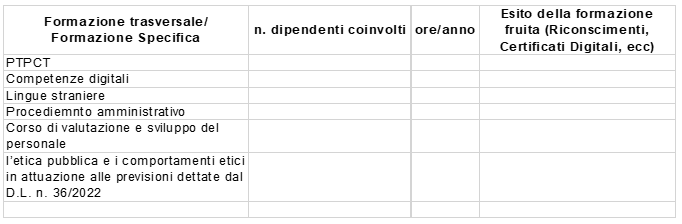 Formazione trasversale/ 
Formazione Specifica
n. dipendenti coinvolti
ore/anno
Esito della formazione
fruita (Riconscimenti,
Certificati Digitali, ecc)
PTPCT
Competenze digitali
Lingue straniere
Procediemnto amministrativo
Corso di valutazione e sviluppo del
personale
l'etica pubblica e i comportamenti etici
in attuazione alle previsioni dettate dal
D.L. n. 36/2022